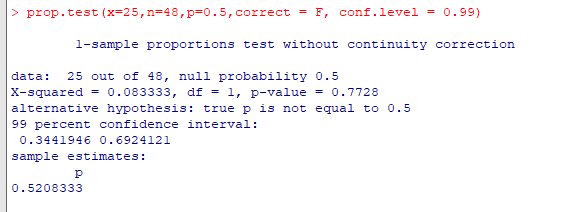 > prop.test(x=25,n=48,p=0.5,correct = F, conf.level = 0.99)
1-sample proportions test without continuity correction
data:  25 out of 48, null probability 0.5
X-squared = 0.083333, df = 1, p-value = 0.7728
alternative hypothesis: true p is not equal to 0.5
99 percent confidence interval:
0.3441946 0.6924121
sample estimates:
p
0.5208333